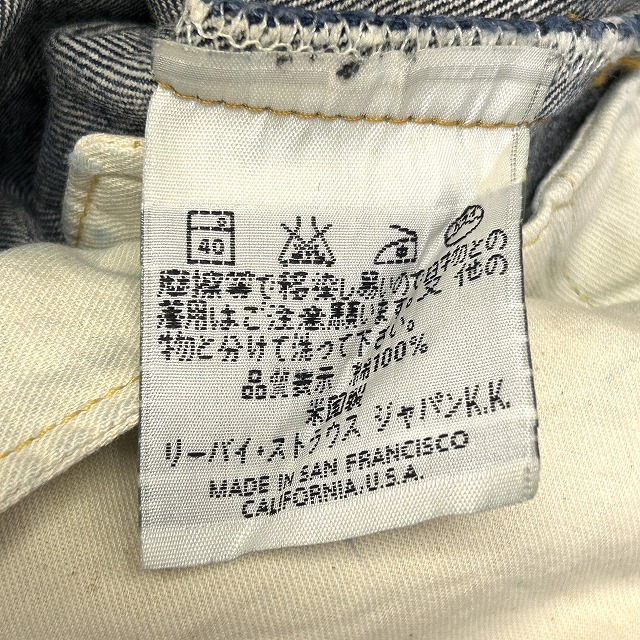 40
摩擦等で移染し易いので白物との
着用はご注意願います。又 他の
物と分けて洗って下さい。
品質表示 綿100%
米国製
リーバイ・ストラウス ジャパンK.K.
MADE IN SAN FRANCISCO
CALIFORNIA, U.S.A.